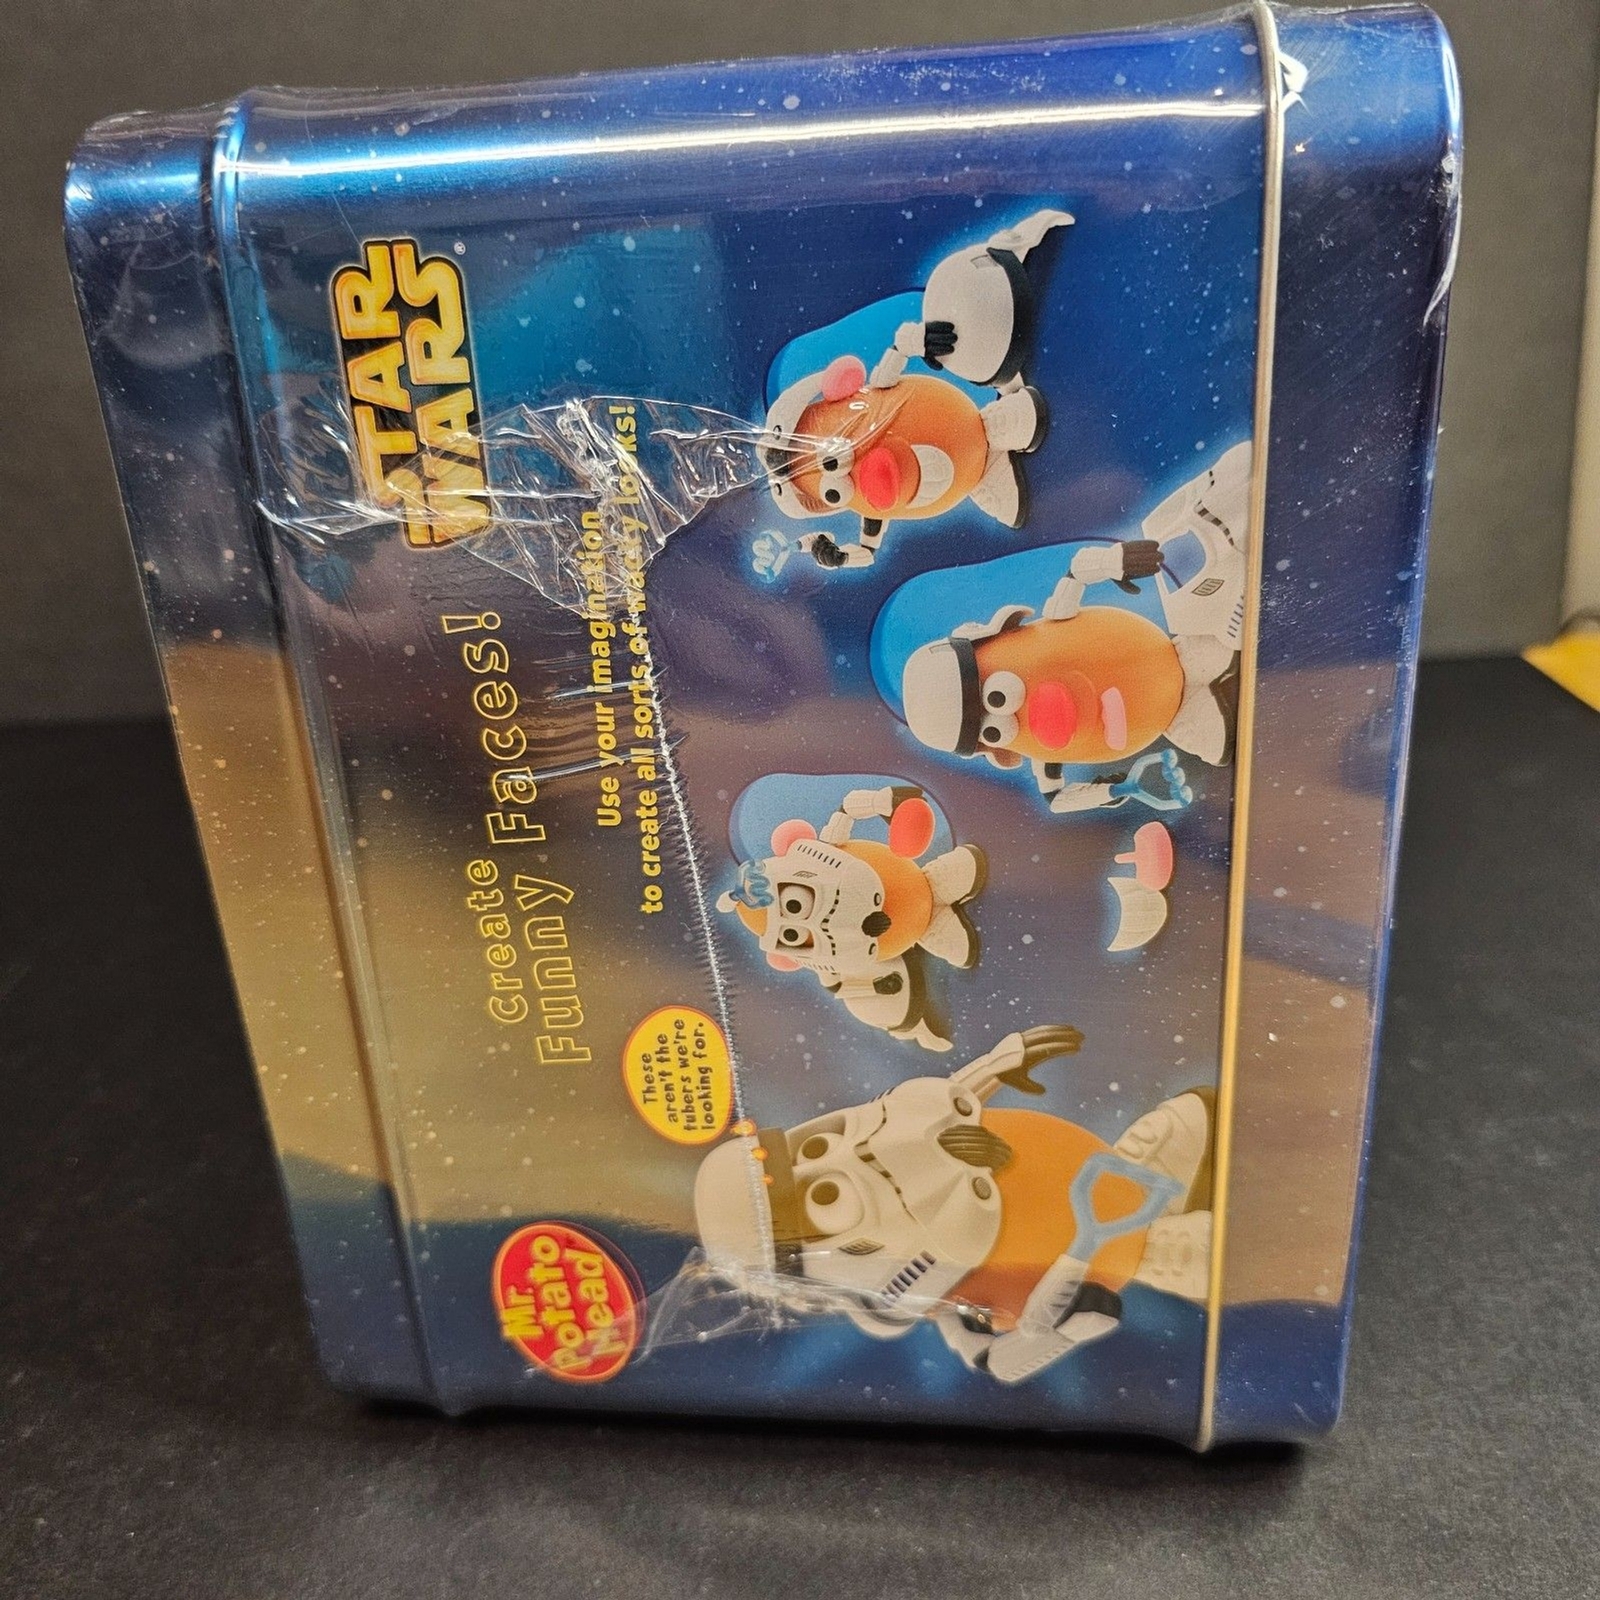 STAR
WARS®
Create
Funny Faces!
Use your imagination
to create all sorts of wacky looks!
These
aren't the
tubers we're
looking for.
Mr.
Potato
Head